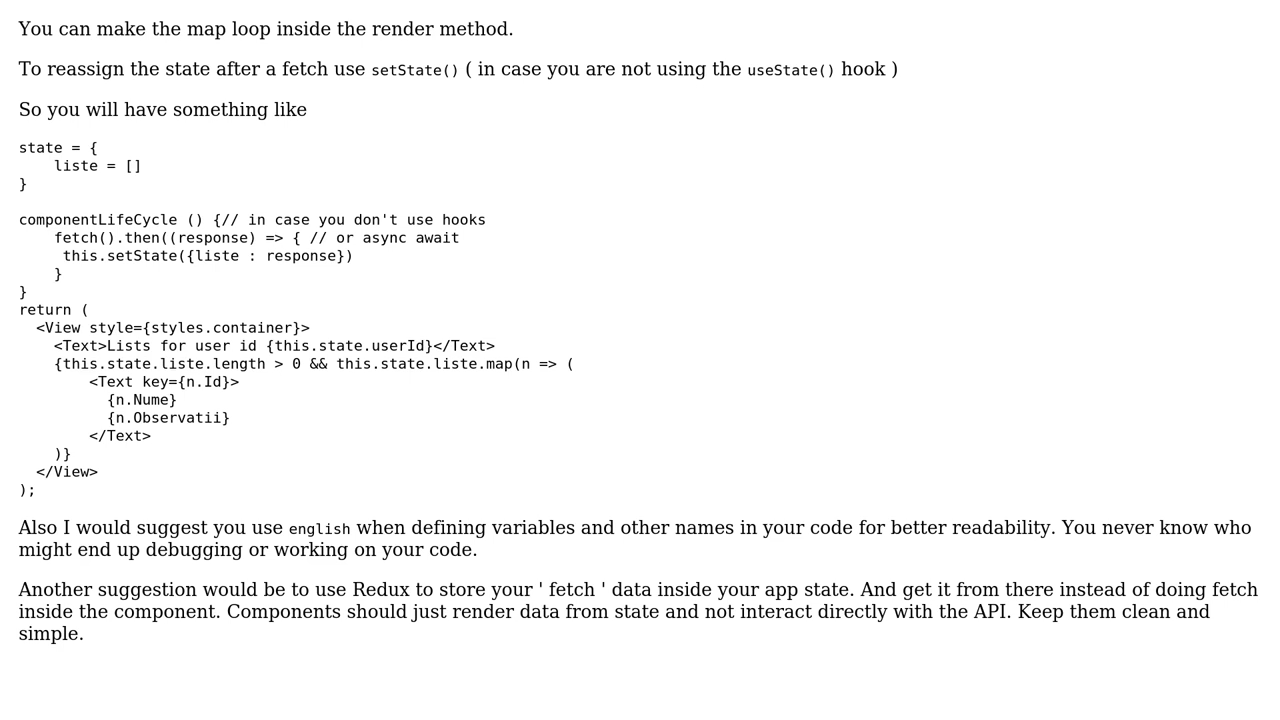 You can make the map loop inside the render method.
To reassign the state after a fetch use setState() ( in case you are not using the useState() hook )
So you will have something like
state = {
    liste = []
}
componentLifeCycle () {// in case you don't use hooks
    fetch().then((response) => { // or async await
     this.setState({liste : response})
    }
}
return (
  <View style={styles.container}>
    <Text>Lists for user id {this.state.userId}</Text>
    {this.state.liste.length > 0 && this.state.liste.map(n => (
        <Text key={n.Id}>
          {n.Nume}
          {n.Observatii}
        </Text>
    )}
  </View>
);
Also I would suggest you use english when defining variables and other names in your code for better readability. You never know who
might end up debugging or working on your code.
Another suggestion would be to use Redux to store your ' fetch ' data inside your app state. And get it from there instead of doing fetch
inside the component. Components should just render data from state and not interact directly with the API. Keep them clean and
simple.